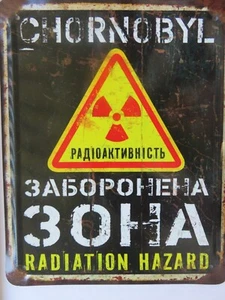 CHORNOBYL
РАДІОАКТИВНІСТЬ
ЗАБОРОНЕНА
ЗОНА
RADIATION HAZARD